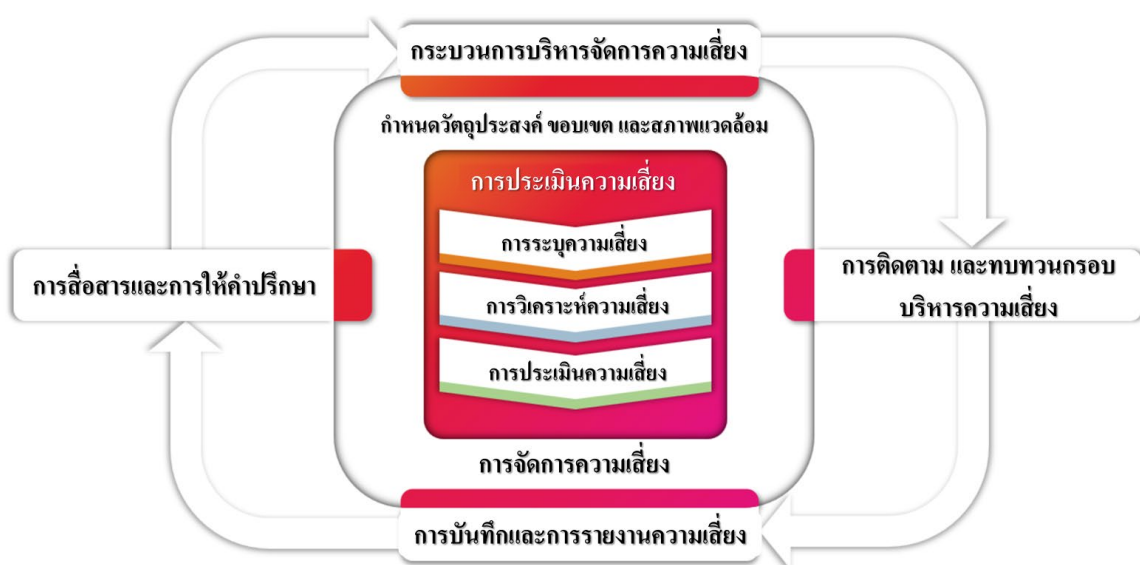 กระบวนการบริหารจัดการความเสี่ยง
กำหนดวัตถุประสงค์ ขอบเขต และสภาพแวดล้อม
การประเมินความเสี่ยง
การระบุความเสี่ยง
การวิเคราะห์ความเสี่ยง
การประเมินความเสี่ยง
การสื่อสารและการให้คำปรึกษา
การติดตาม และทบทวนกรอบ
บริหารความเสี่ยง
การจัดการความเสี่ยง
การบันทึกและการรายงานความเสี่ยง